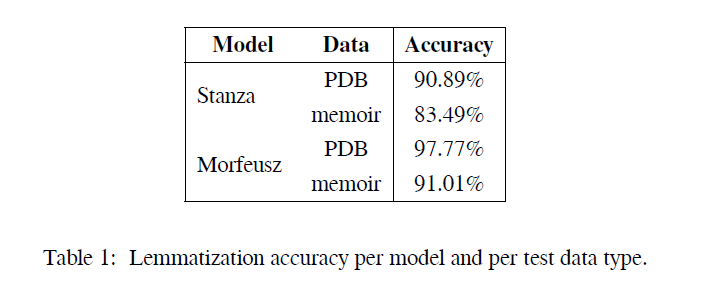 Model Data Accuracy
Stanza PDB 90.89%
memoir 83.49%
Morfeusz PDB 97.77%
memoir 91.01%
Table 1: Lemmatization accuracy per model and per test data type.